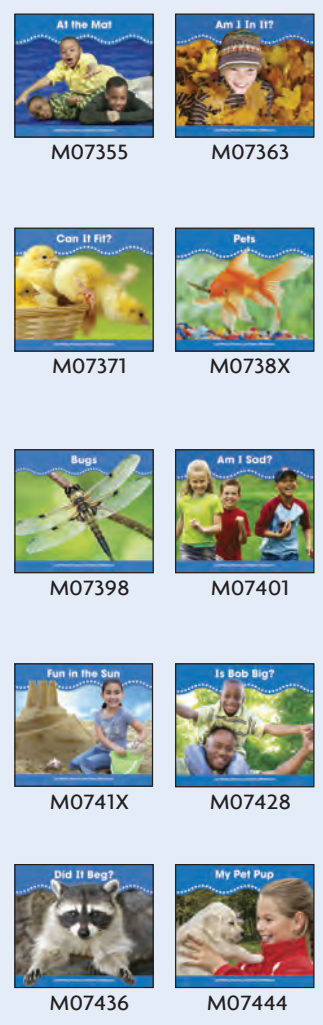 At the Mat
Am I In It?
M07355
M07363
Can It Fit?
Pets
M07371
M0738X
Bugs
Am I Sad?
M07398
M07401
Fun in the Sun
Is Bob Big?
M0741X
M07428
Did It Beg?
My Pet Pup
M07436
M07444